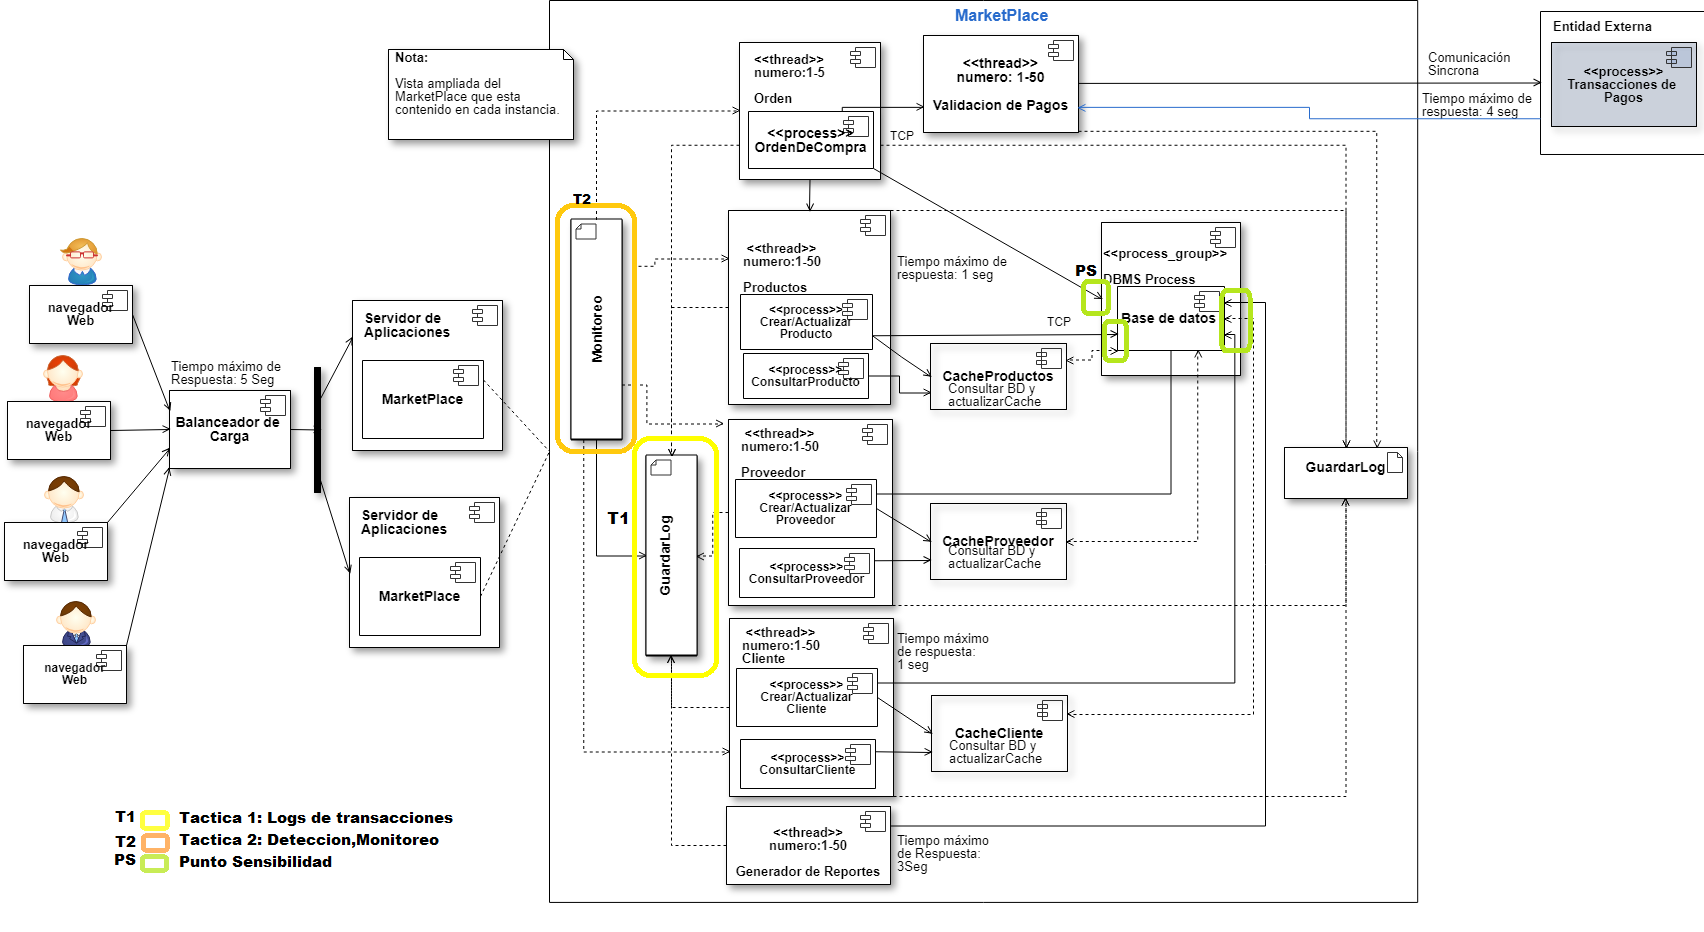 MarketPlace
Entidad Externa
Nota:
Vista ampliada del
MarketPlace que esta
contenido en cada instancia.
<<thread>>
numero:1-5
Orden
<<process>>
OrdenDeCompra
<<thread>>
numero: 1-50
Validacion de Pagos
Comunicación
Sincrona
Tiempo máximo de
respuesta: 4 seg
<<process>>
Transacciones de
Pagos
TCP
T2
Monitoreo
<<thread>>
numero:1-50
Productos
<<process>>
Crear/Actualizar
Producto
<<process>>
ConsultarProducto
Tiempo máximo de
respuesta: 1 seg
PS
<<process_group>>
DBMS Process
Base de datos
TCP
CacheProductos
Consultar BD y
actualizarCache
navegador
Web
navegador
Web
navegador
Web
navegador
Web
Tiempo máximo de
Respuesta: 5 Seg
Balanceador de
Carga
Servidor de
Aplicaciones
MarketPlace
Servidor de
Aplicaciones
MarketPlace
T1
GuardarLog
<<thread>>
numero:1-50
Proveedor
<<process>>
Crear/Actualizar
Proveedor
<<process>>
ConsultarProveedor
CacheProveedor
Consultar BD y
actualizarCache
GuardarLog
<<thread>>
numero:1-50
Cliente
<<process>>
Crear/Actualizar
Cliente
<<process>>
ConsultarCliente
Tiempo máximo
de respuesta:
1 seg
CacheCliente
Consultar BD y
actualizarCache
<<thread>>
numero:1-50
Generador de Reportes
Tiempo máximo
de Respuesta:
3Seg
T1 Tactica 1: Logs de transacciones
T2 Tactica 2: Deteccion,Monitoreo
PS Punto Sensibilidad